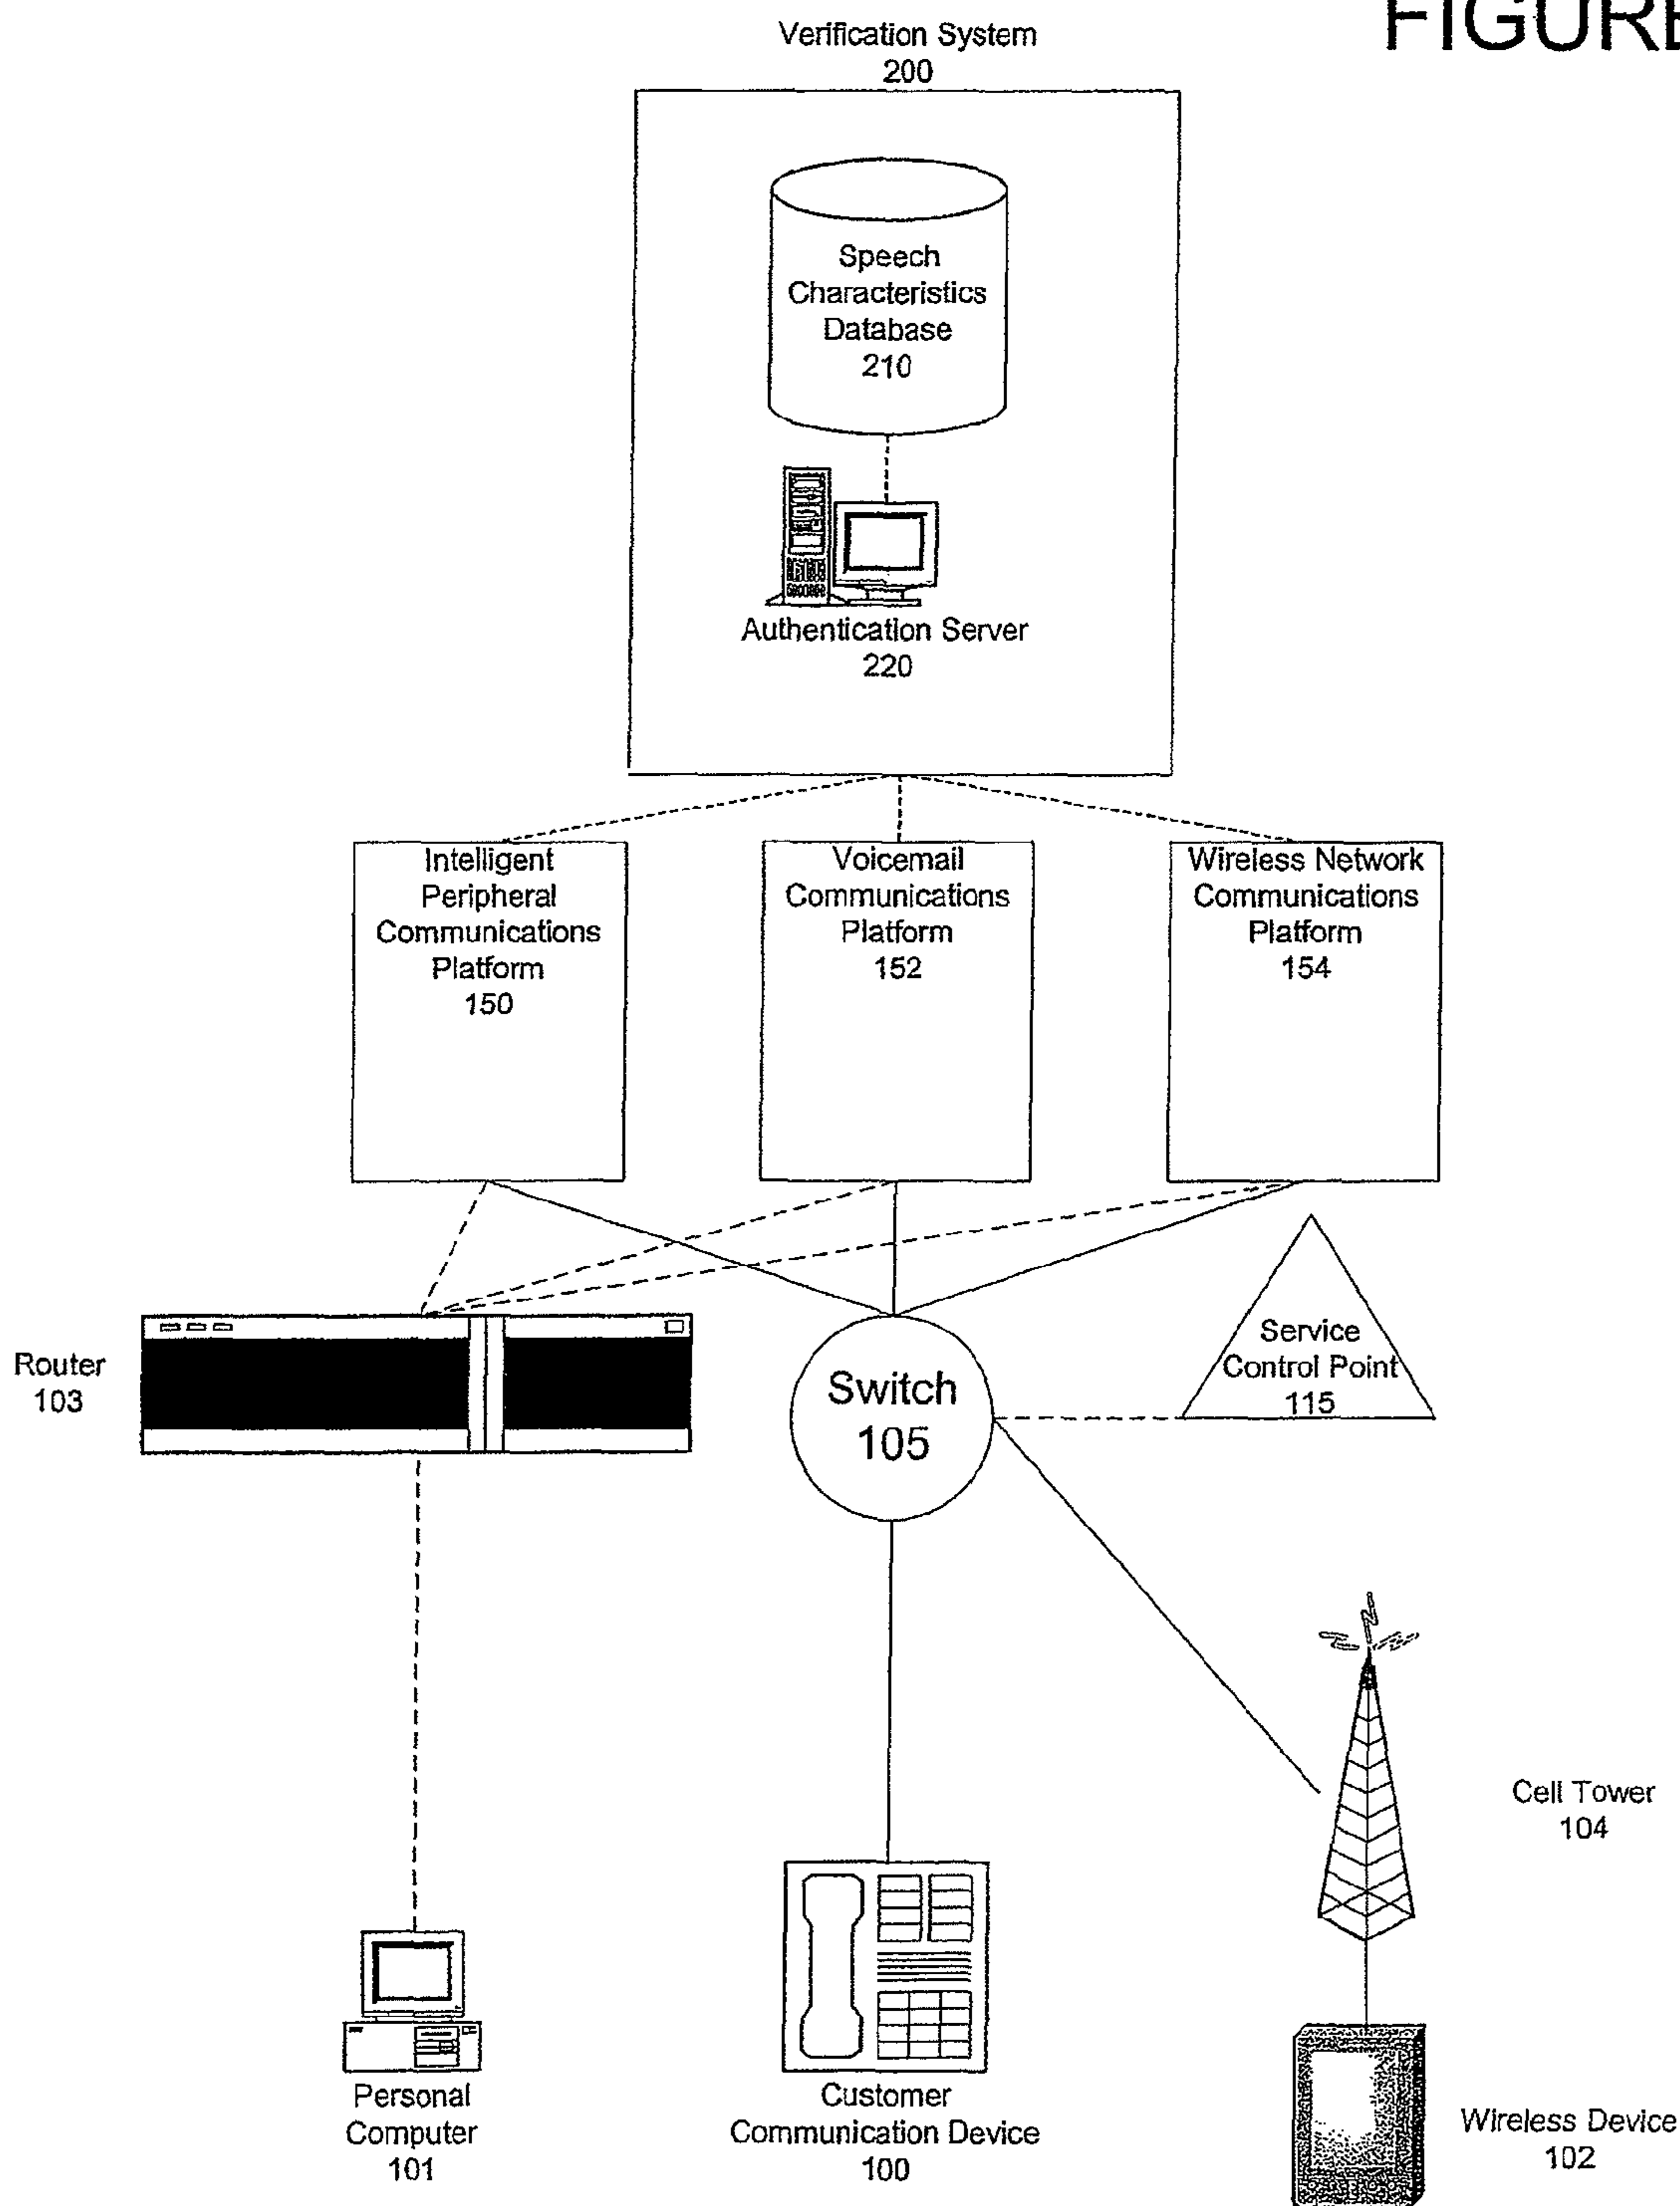 FIGURE
Verification System
200
Speech
Characteristics
Database
210
Authentication Server
220
Intelligent
Peripheral
Communications
Platform
150
Voicemail
Communications
Platform
152
Wireless Network
Communications
Platform
154
Router
103
Switch
105
Service
Control Point
115
Cell Tower
104
Personal
Computer
101
Customer
Communication Device
100
Wireless Device
102